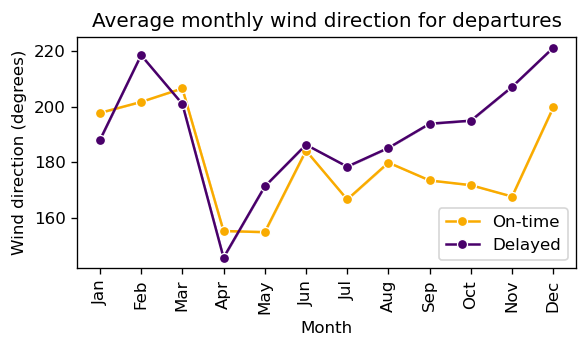 Average monthly wind direction for departures
Wind direction (degrees)
220
200
180
160
On-time
Delayed
Jan
Feb
Mar
Apr
May
Jun
Jul
Aug
Sep
Oct
Nov
Dec
Month